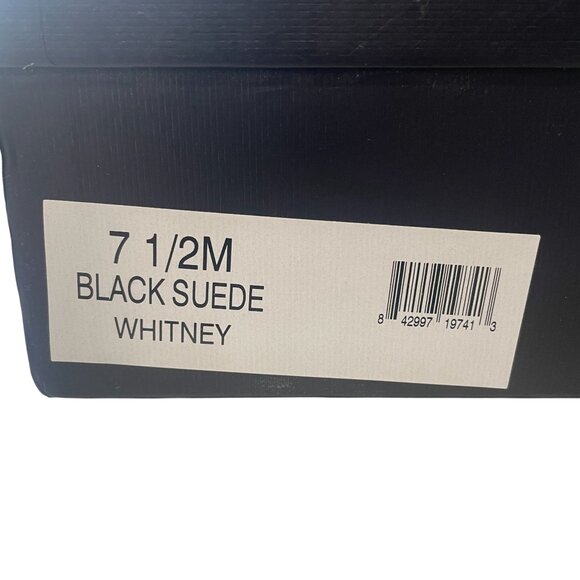 7 1/2M
BLACK SUEDE
WHITNEY
8 42997 19741 3